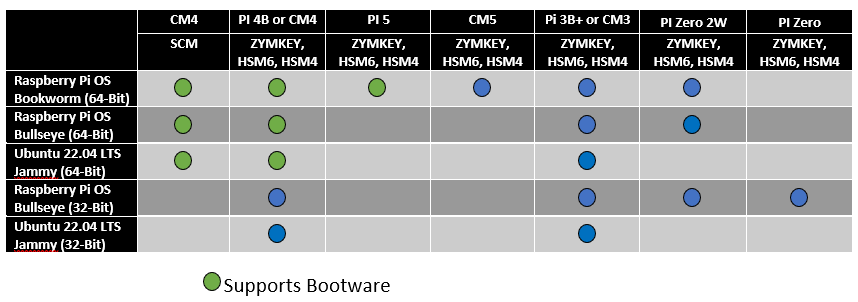 CM4 PI 4B or CM4 PI 5 CM5 Pi 3B+ or CM3 PI Zero 2W PI Zero
SCM ZYMKEY, ZYMKEY, ZYMKEY, ZYMKEY, ZYMKEY, ZYMKEY,
HSM6, HSM4 HSM6, HSM4 HSM6, HSM4 HSM6, HSM4 HSM6, HSM4 HSM6, HSM4
Raspberry Pi OS
Bookworm (64-Bit)
Raspberry Pi OS
Bullseye (64-Bit)
Ubuntu 22.04 LTS
Jammy (64-Bit)
Raspberry Pi OS
Bullseye (32-Bit)
Ubuntu 22.04 LTS
Jammy (32-Bit)
Supports Bootware